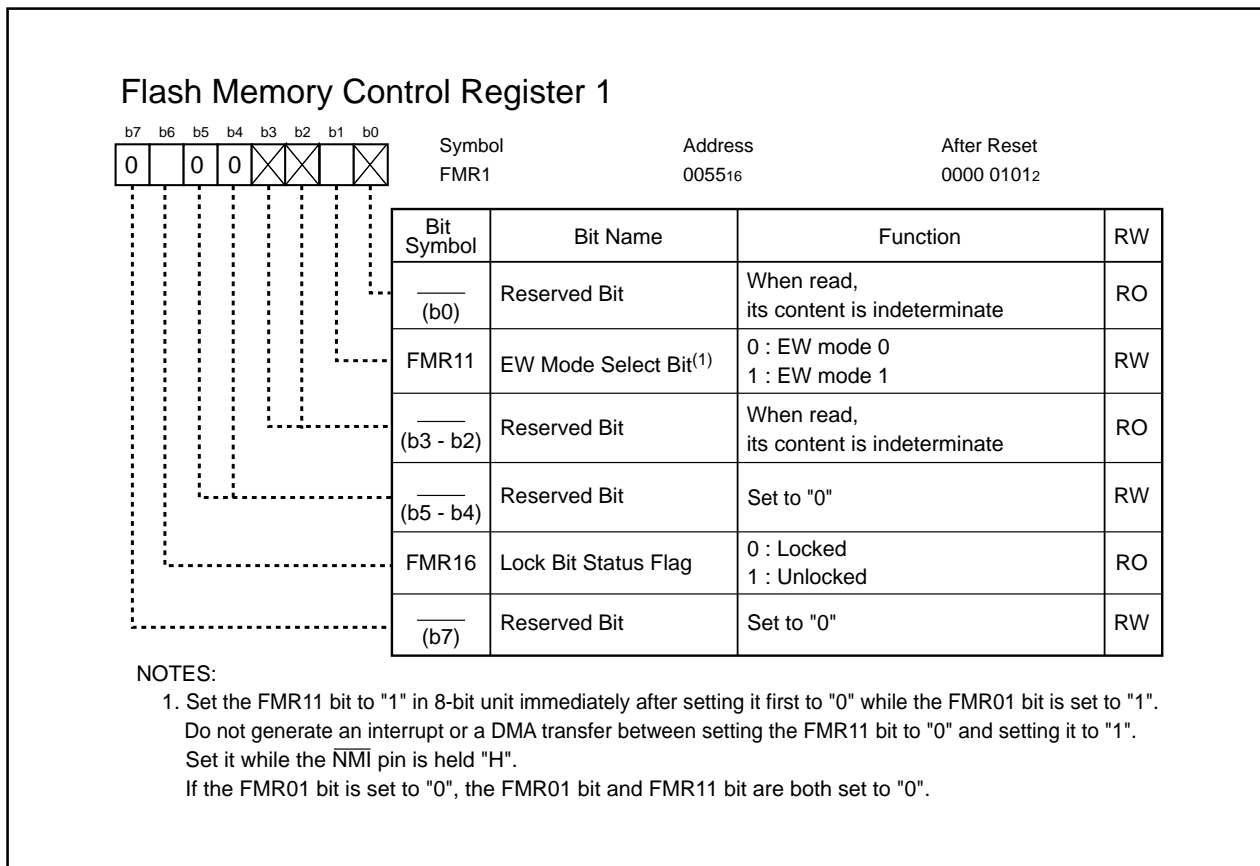 Flash Memory Control Register 1
b7 b6 b5 b4 b3 b2 b1 b0
0 0 0
Symbol Address After Reset
FMR1 005516 0000 01012
Bit Symbol Bit Name Function RW
(b0) Reserved Bit When read,
its content is indeterminate RO
FMR11 EW Mode Select Bit(1) 0 : EW mode 0
1 : EW mode 1 RW
(b3 - b2) Reserved Bit When read,
its content is indeterminate RO
(b5 - b4) Reserved Bit Set to "0" RW
FMR16 Lock Bit Status Flag 0 : Locked
1 : Unlocked RO
(b7) Reserved Bit Set to "0" RW
NOTES:
1. Set the FMR11 bit to "1" in 8-bit unit immediately after setting it first to "0" while the FMR01 bit is set to "1".
Do not generate an interrupt or a DMA transfer between setting the FMR11 bit to "0" and setting it to "1".
Set it while the NMI pin is held "H".
If the FMR01 bit is set to "0", the FMR01 bit and FMR11 bit are both set to "0".